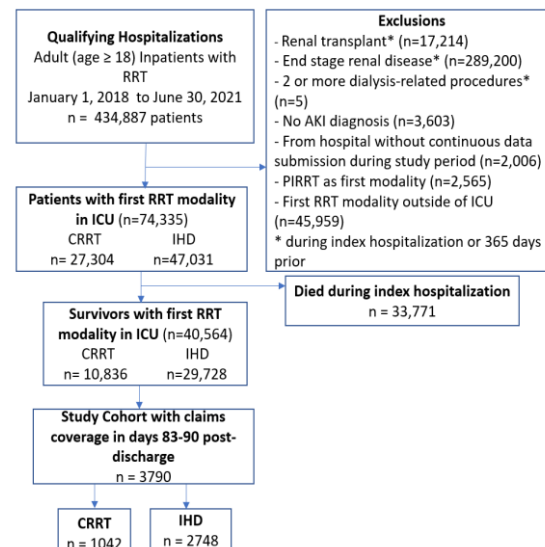 Qualifying Hospitalizations
Adult (age ≥ 18) Inpatients with
RRT
January 1, 2018 to June 30, 2021
n = 434,887 patients
Exclusions
- Renal transplant* (n=17,214)
- End stage renal disease* (n=289,200)
- 2 or more dialysis-related procedures*
(n=5)
- No AKI diagnosis (n=3,603)
- From hospital without continuous data
submission during study period (n=2,006)
- PIRRT as first modality (n=2,565)
- First RRT modality outside of ICU
(n=45,959)
* during index hospitalization or 365 days
prior
Patients with first RRT modality
in ICU (n=74,335)
CRRT IHD
n= 27,304 n=47,031
Died during index hospitalization
n = 33,771
Survivors with first RRT
modality in ICU (n=40,564)
CRRT IHD
n= 10,836 n=29,728
Study Cohort with claims
coverage in days 83-90 post-
discharge
n = 3790
CRRT
n = 1042
IHD
n = 2748